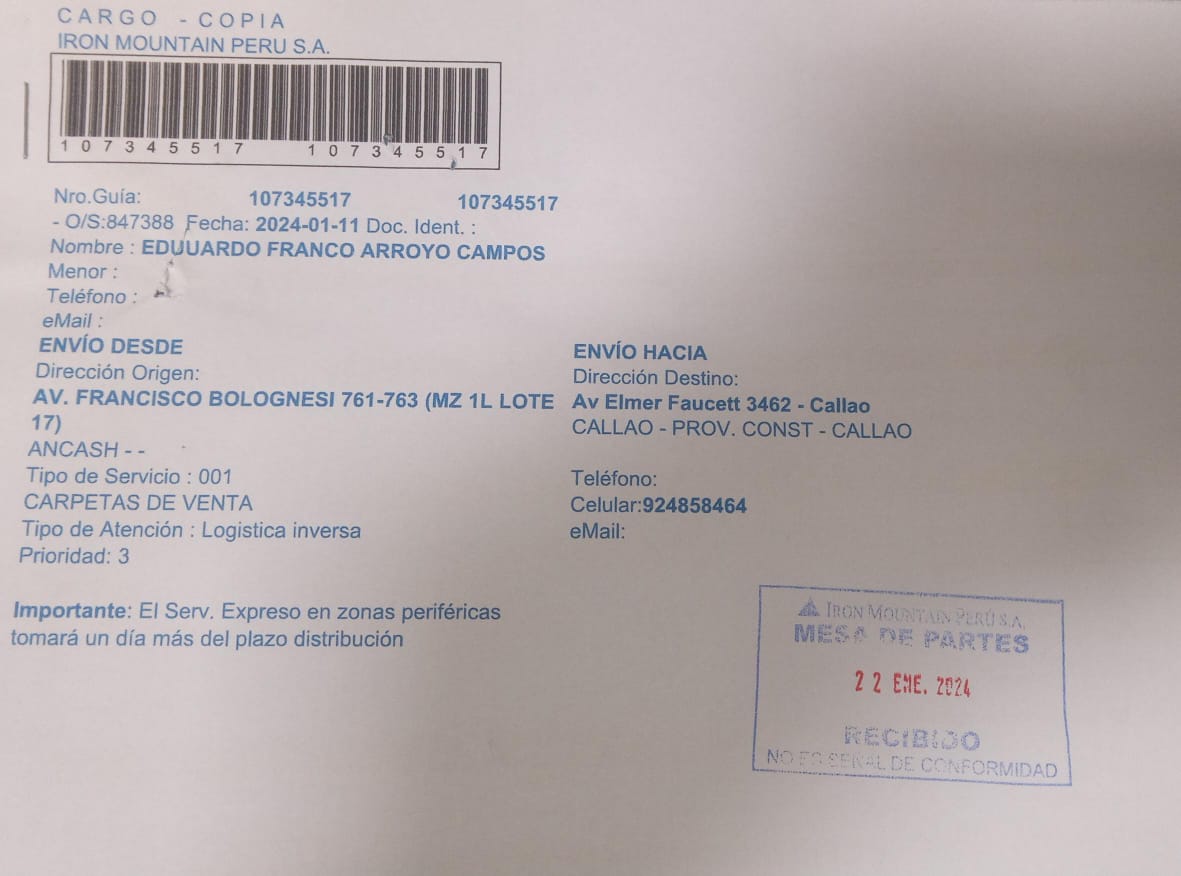 CARGO - COPIA
IRON MOUNTAIN PERU S.A.
107345517 107345517
Nro.Guía: 107345517 107345517
- O/S:847388 Fecha: 2024-01-11 Doc. Ident. :
Nombre : EDUUARDO FRANCO ARROYO CAMPOS
Menor :
Teléfono :
eMail :
ENVÍO DESDE
Dirección Origen:
AV. FRANCISCO BOLOGNESI 761-763 (MZ 1L LOTE
17)
ANCASH - -
Tipo de Servicio : 001
CARPETAS DE VENTA
Tipo de Atención : Logistica inversa
Prioridad: 3
ENVÍO HACIA
Dirección Destino:
Av Elmer Faucett 3462 - Callao
CALLAO - PROV. CONST - CALLAO
Teléfono:
Celular:924858464
eMail:
Importante: El Serv. Expreso en zonas periféricas
tomará un día más del plazo distribución
IRON MOUNTAIN PERÚ S.A.
MESA DE PARTES
22 ENE. 2024
RECIBIDO
NO ES SEÑAL DE CONFORMIDAD